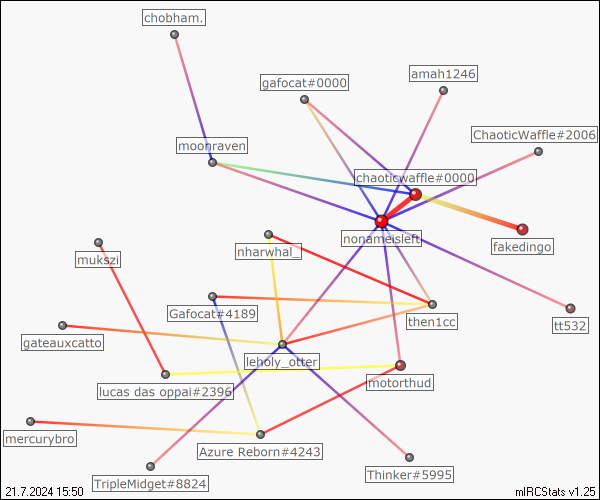 chobham.
gafocat#0000
amah1246
ChaoticWaffle#2006
moonraven
chaoticwaffle#0000
nonameisleft
fakedingo
nharwhal_
mukszi
Gafocat#4189
then1cc
tt532
gateauxcatto
leholy_otter
motorthud
lucas das oppai#2396
mercurybro
Azure Reborn#4243
Thinker#5995
TripleMidget#8824
21.7.2024 15:50
mIRCStats v1.25